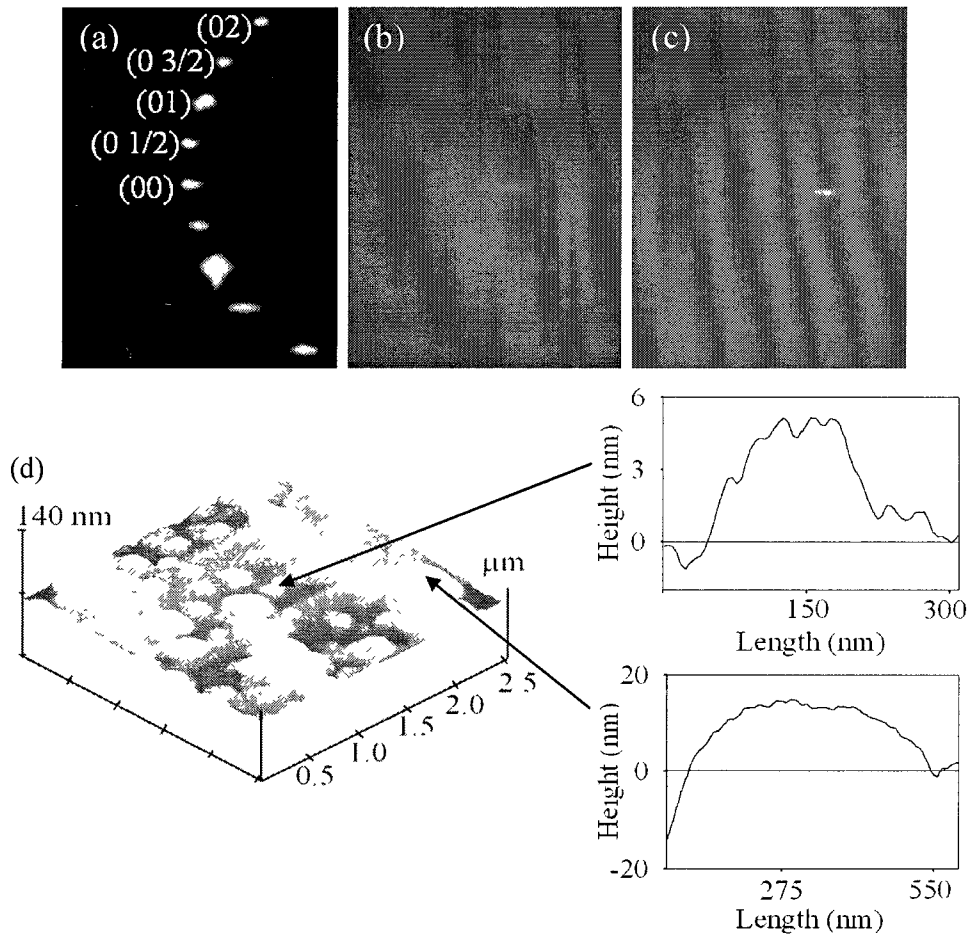 (a)
(02)
(0 3/2)
(01)
(0 1/2)
(00)
(b)
(c)
(d)
140 nm
μm
0.5
1.0
1.5
2.0
2.5
6
3
0
Height (nm)
150
300
Length (nm)
20
0
-20
Height (nm)
275
550
Length (nm)